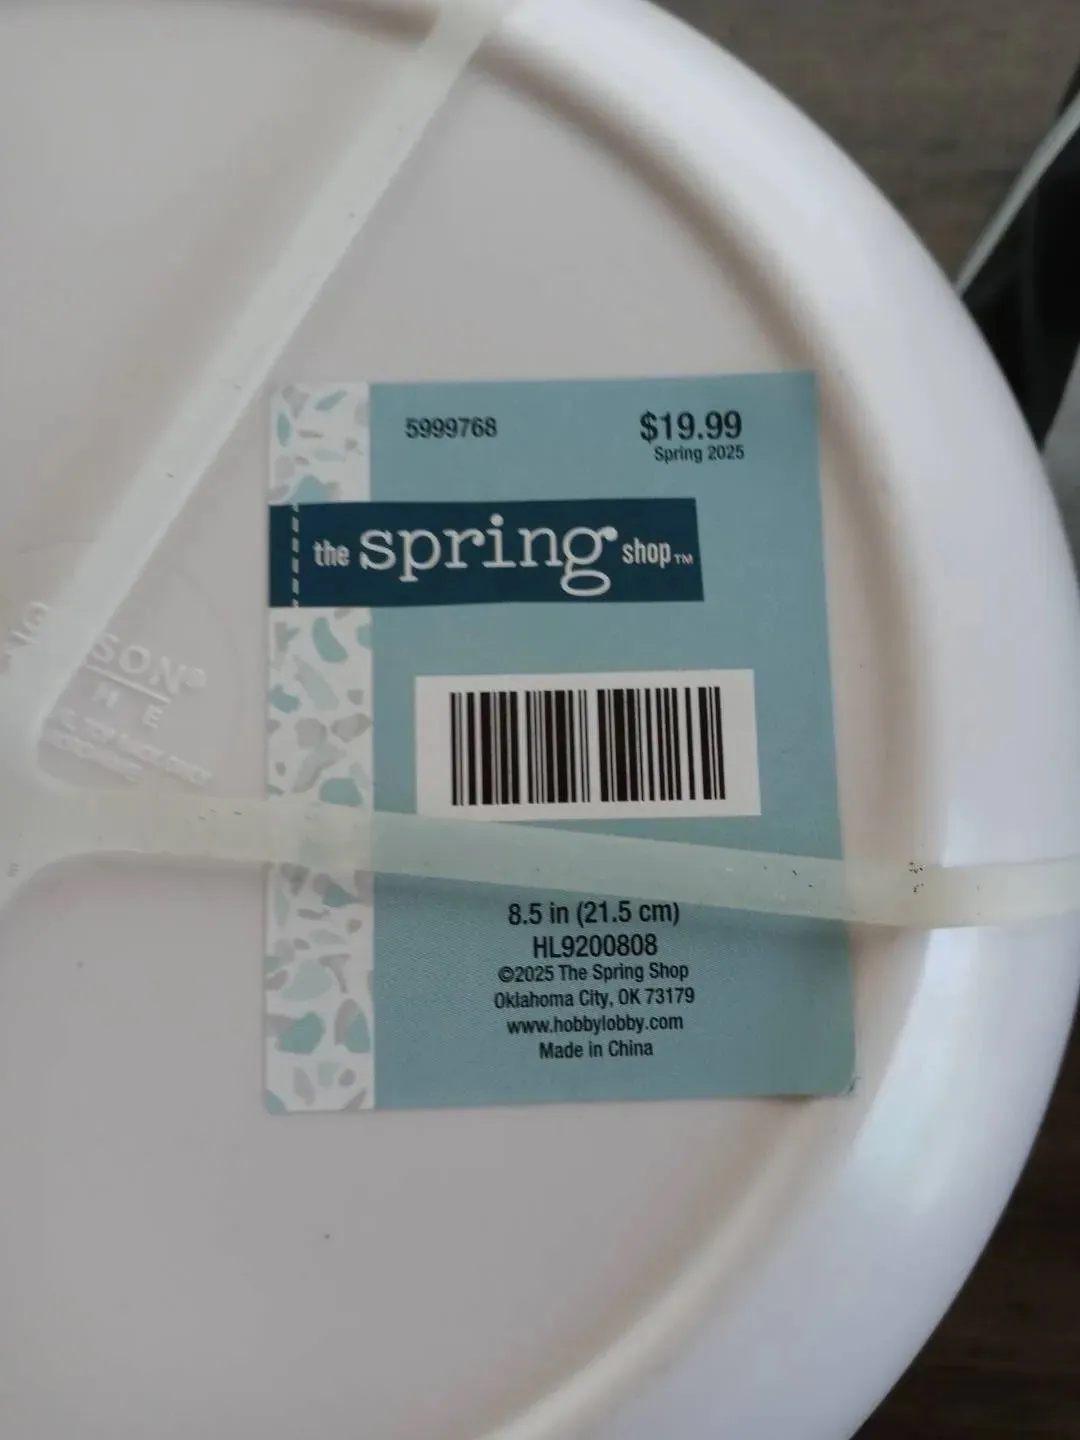 5999768
$19.99
Spring 2025
the spring shop™
SON®
8.5 in (21.5 cm)
HL9200808
©2025 The Spring Shop
Oklahoma City, OK 73179
www.hobbylobby.com
Made in China